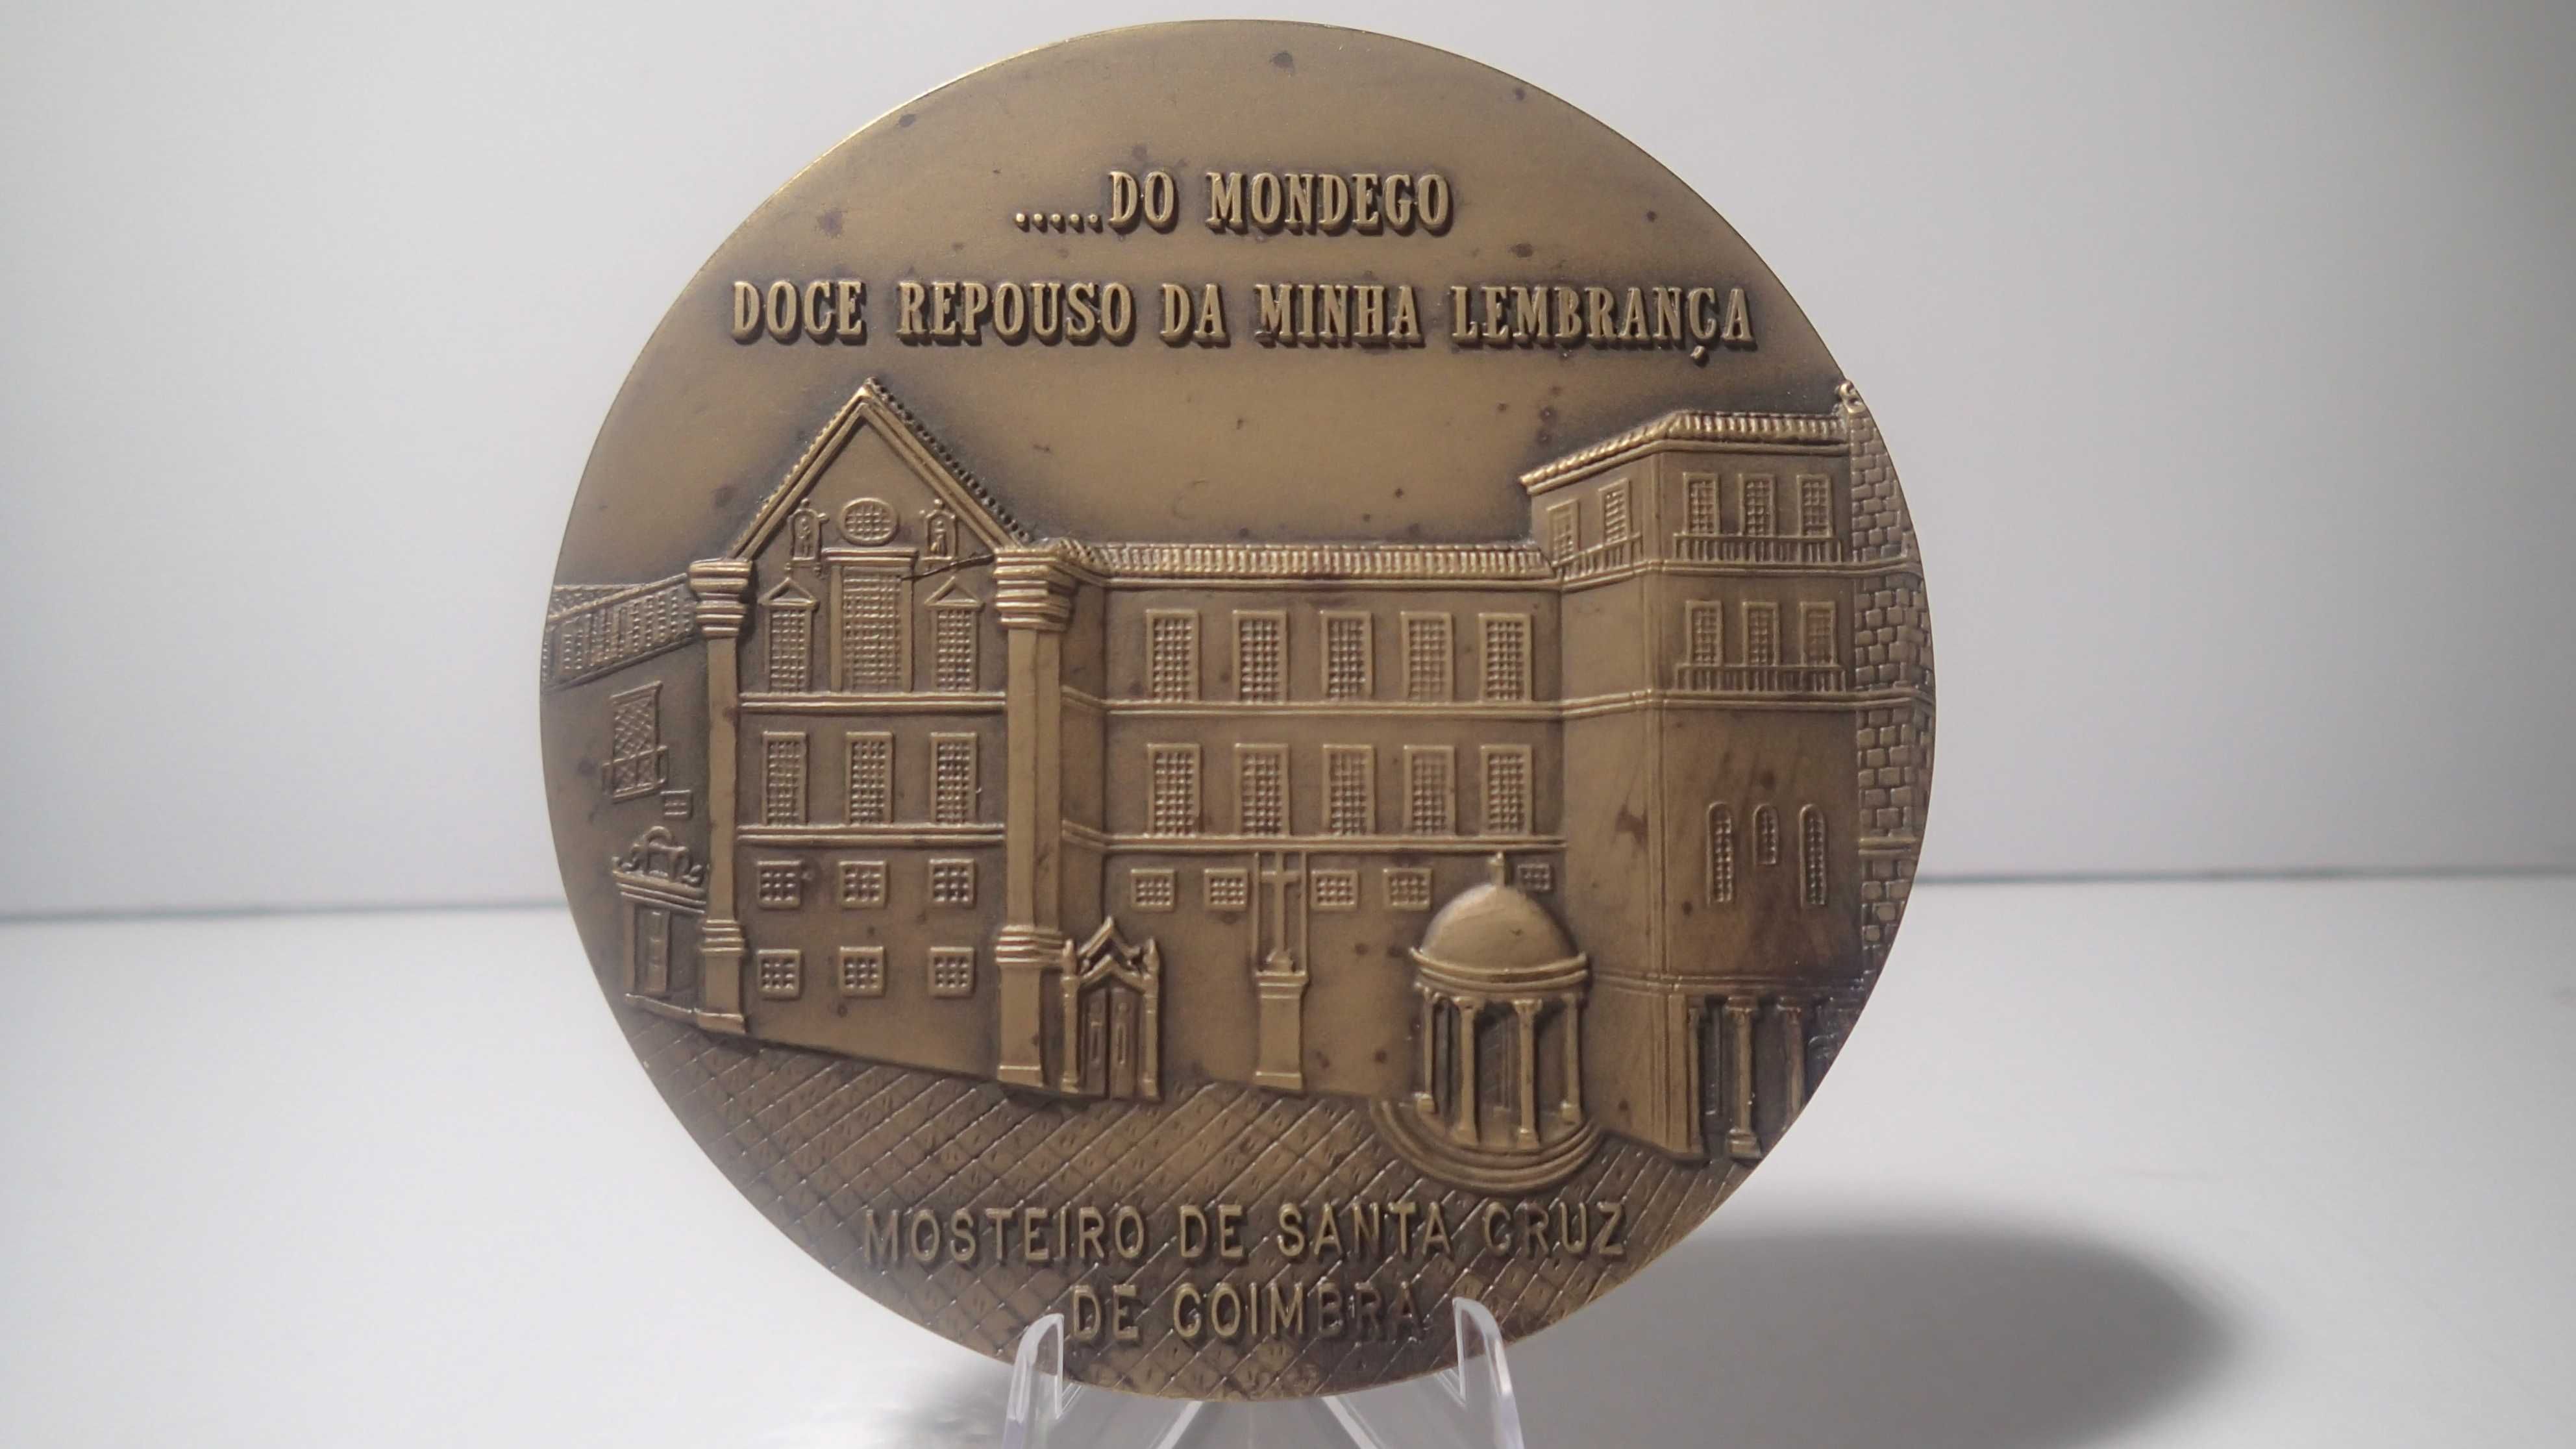 .....DO MONDEGO
DOCE REPOUSO DA MINHA LEMBRANÇA
MOSTEIRO DE SANTA CRUZ
DE COIMBRA